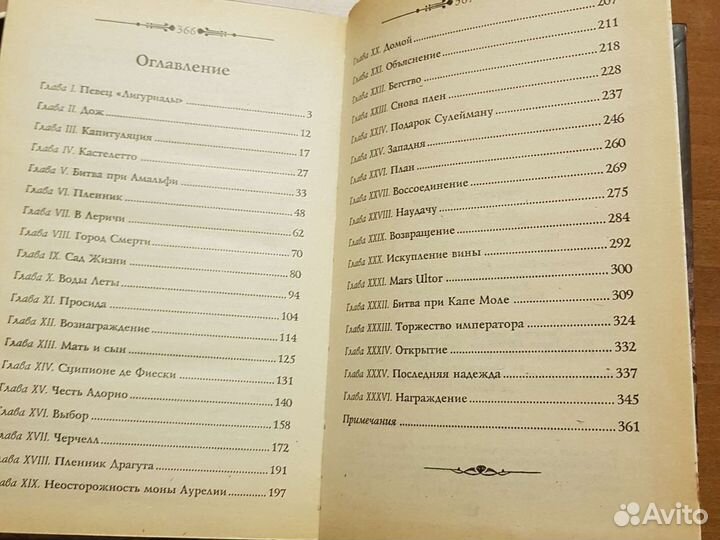 366
Оглавление
Глава I. Певец «Лигуриады» 3
Глава II. Дож 12
Глава III. Капитуляция 17
Глава IV. Кастелетто 27
Глава V. Битва при Амальфи 33
Глава VI. Пленник 48
Глава VII. В Леричи 62
Глава VIII. Город Смерти 70
Глава IX. Сад Жизни 80
Глава X. Воды Леты 94
Глава XI. Просида 104
Глава XII. Вознаграждение 114
Глава XIII. Мать и сын 125
Глава XIV. Сципионе де Фиески 131
Глава XV. Честь Адорно 140
Глава XVI. Выбор 158
Глава XVII. Черчелл 172
Глава XVIII. Пленник Драгута 191
Глава XIX. Неосторожность моны Аурелии 197
367
Глава XX. Домой 207
Глава XXI. Объяснение 211
Глава XXII. Бегство 218
Глава XXIII. Снова плен 228
Глава XXIV. Подарок Сулейману 237
Глава XXV. Западня 246
Глава XXVI. План 260
Глава XXVII. Воссоединение 269
Глава XXVIII. Наудачу 275
Глава XXIX. Возвращение 284
Глава XXX. Искупление вины 292
Глава XXXI. Mars Ultor 300
Глава XXXII. Битва при Капе Моле 309
Глава XXXIII. Торжество императора 324
Глава XXXIV. Открытие 332
Глава XXXV. Последняя надежда 337
Глава XXXVI. Награждение 345
Примечания 361
Avito